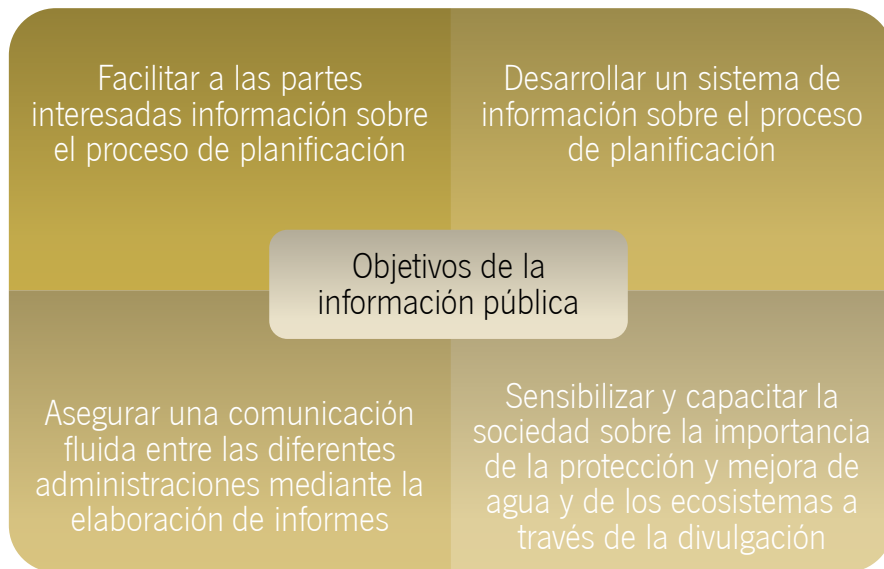 Facilitar a las partes
interesadas información sobre
el proceso de planificación
Desarrollar un sistema de
información sobre el proceso
de planificación
Objetivos de la
información pública
Asegurar una comunicación
fluida entre las diferentes
administraciones mediante la
elaboración de informes
Sensibilizar y capacitar la
sociedad sobre la importancia
de la protección y mejora de
agua y de los ecosistemas a
través de la divulgación